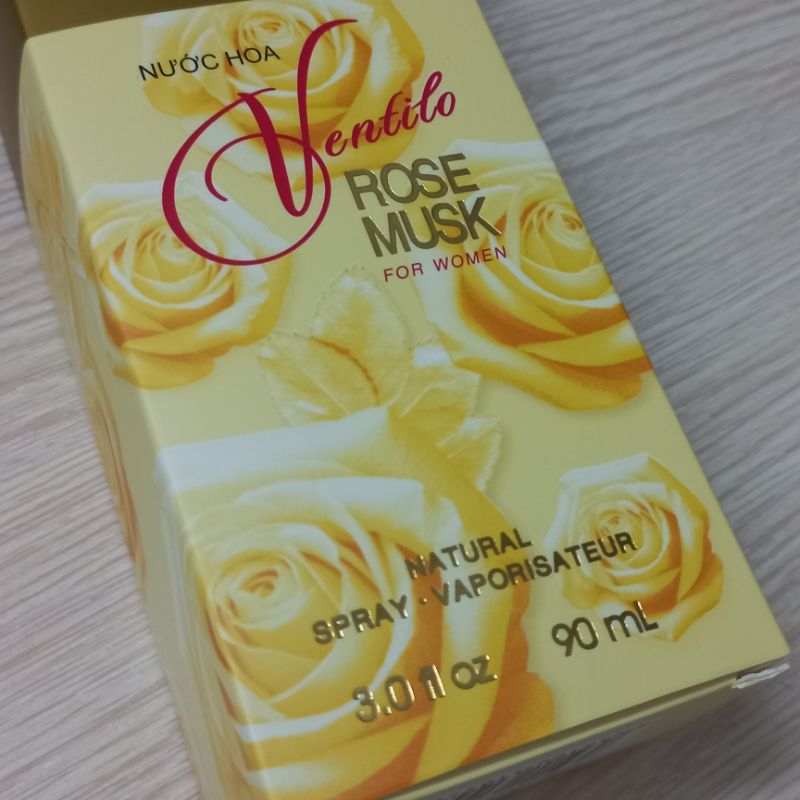 NƯỚC HOA
Ventilo
ROSE
MUSK
FOR WOMEN
NATURAL
SPRAY · VAPORISATEUR
3.0 fl oz 90 mL